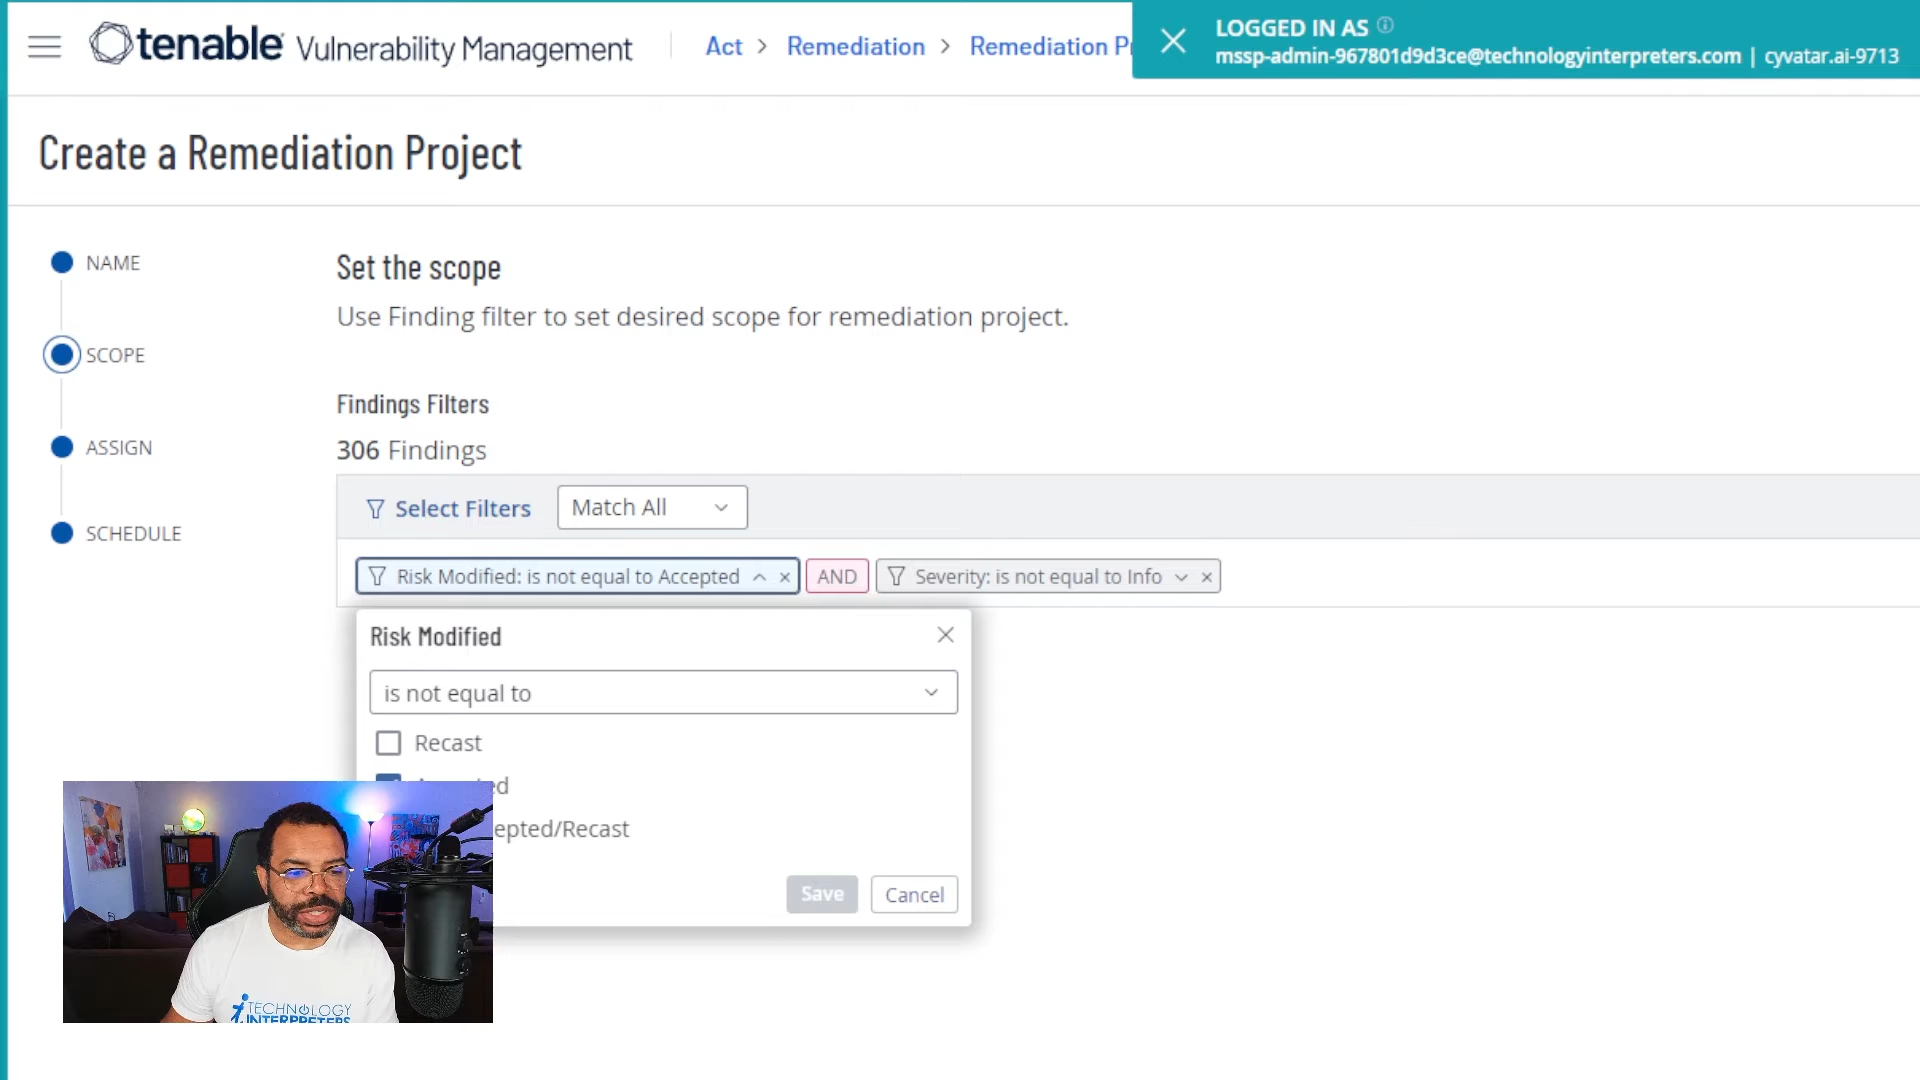 tenable Vulnerability Management
Act > Remediation > Remediation
LOGGED IN AS
mssp-admin-967801d9d3ce@technologyinterpreters.com | cyvatar.ai-9713
Create a Remediation Project
NAME
SCOPE
ASSIGN
SCHEDULE
Set the scope
Use Finding filter to set desired scope for remediation project.
Findings Filters
306 Findings
Select Filters
Match All
Risk Modified: is not equal to Accepted
AND
Severity: is not equal to Info
Risk Modified
is not equal to
Recast
epted/Recast
Save
Cancel
TECHNOLOGY
INTERPRETERS